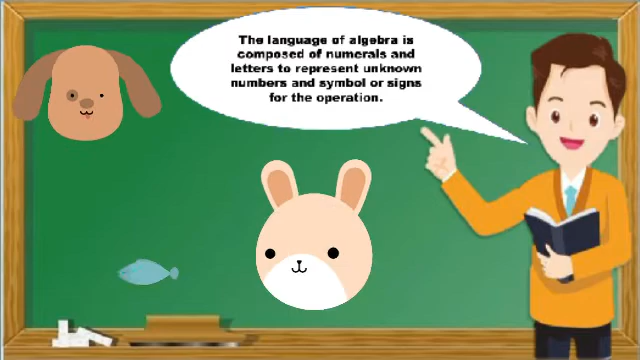 The language of algebra is
composed of numerals and
letters to represent unknown
numbers and symbol or signs
for the operation.